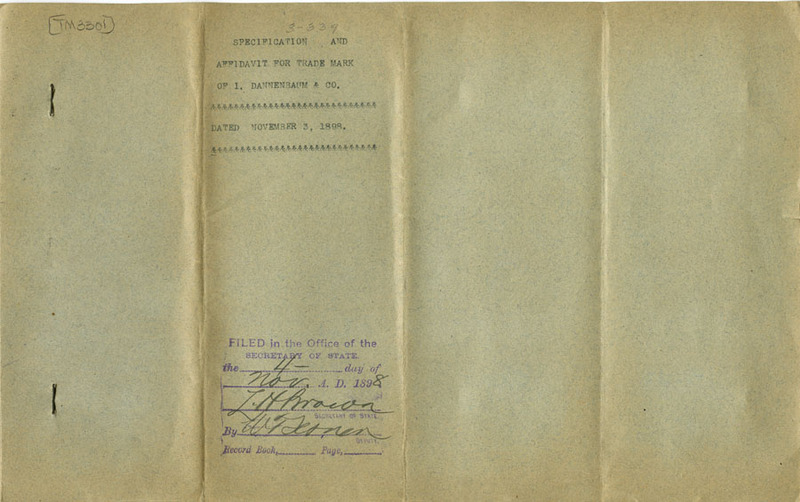 [TM3301]
3-339
SPECIFICATION AND
AFFIDAVIT FOR TRADE MARK
OF I. DANNENBAUM & CO.
DATED NOVEMBER 3, 1898.
FILED in the Office of the
SECRETARY OF STATE
the 4- day of
Nov. A. D. 1898
L. H. Brown
SECRETARY OF STATE
By
DEPUTY
Record Book, Page,